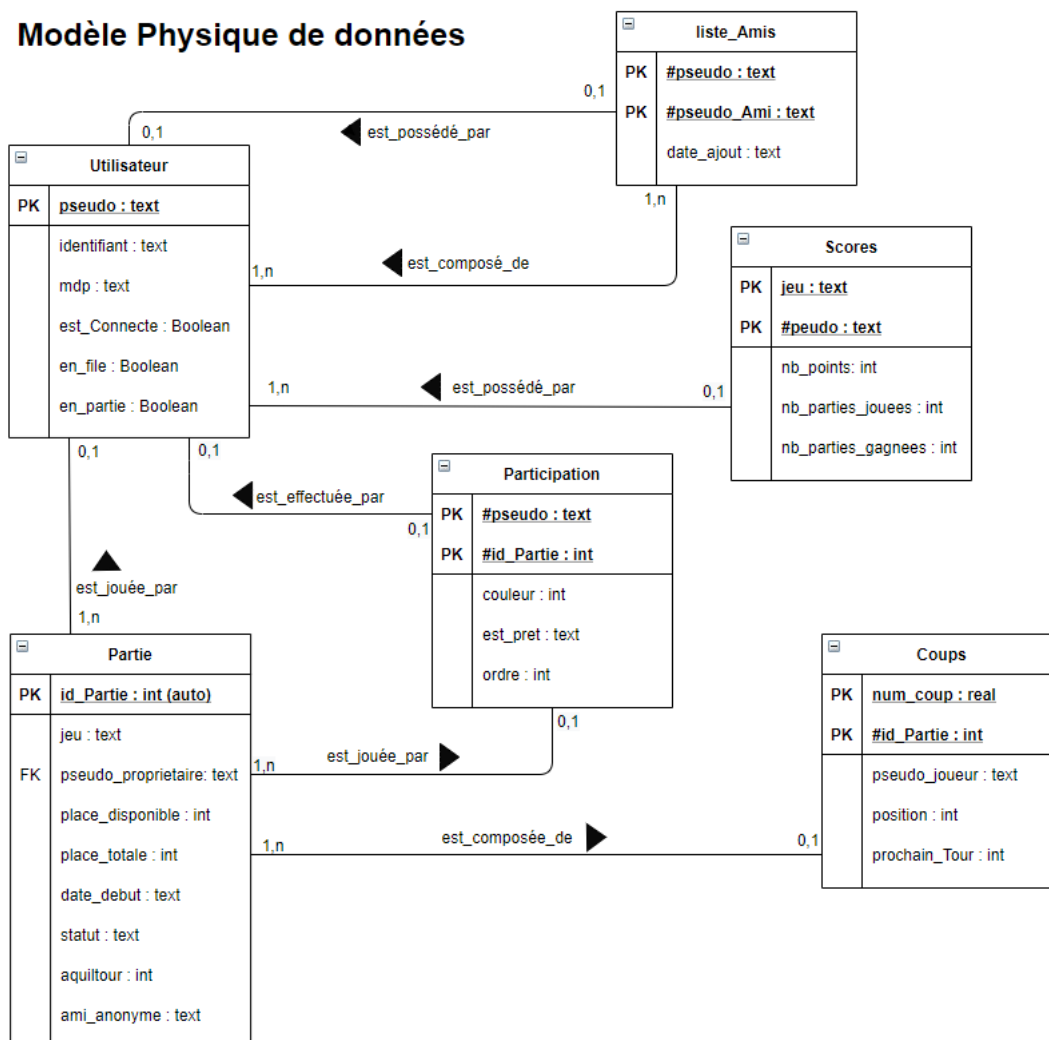 Modèle Physique de données
liste_Amis
PK #pseudo : text
PK #pseudo_Ami : text
date_ajout : text
0,1
0,1
est_possédé_par
1,n
1,n
est_composé_de
Utilisateur
PK pseudo : text
identifiant : text
mdp : text
est_Connecte : Boolean
en_file : Boolean
en_partie : Boolean
Scores
PK jeu : text
PK #peudo : text
nb_points: int
nb_parties_jouees : int
nb_parties_gagnees : int
1,n
est_possédé_par
0,1
0,1
0,1
est_effectuée_par
0,1
Participation
PK #pseudo : text
PK #id_Partie : int
couleur : int
est_pret : text
ordre : int
est_jouée_par
1,n
Partie
PK id_Partie : int (auto)
jeu : text
FK pseudo_proprietaire: text
place_disponible : int
place_totale : int
date_debut : text
statut : text
aquiltour : int
ami_anonyme : text
0,1
est_jouée_par
1,n
est_composée_de
1,n
0,1
Coups
PK num_coup : real
PK #id_Partie : int
pseudo_joueur : text
position : int
prochain_Tour : int